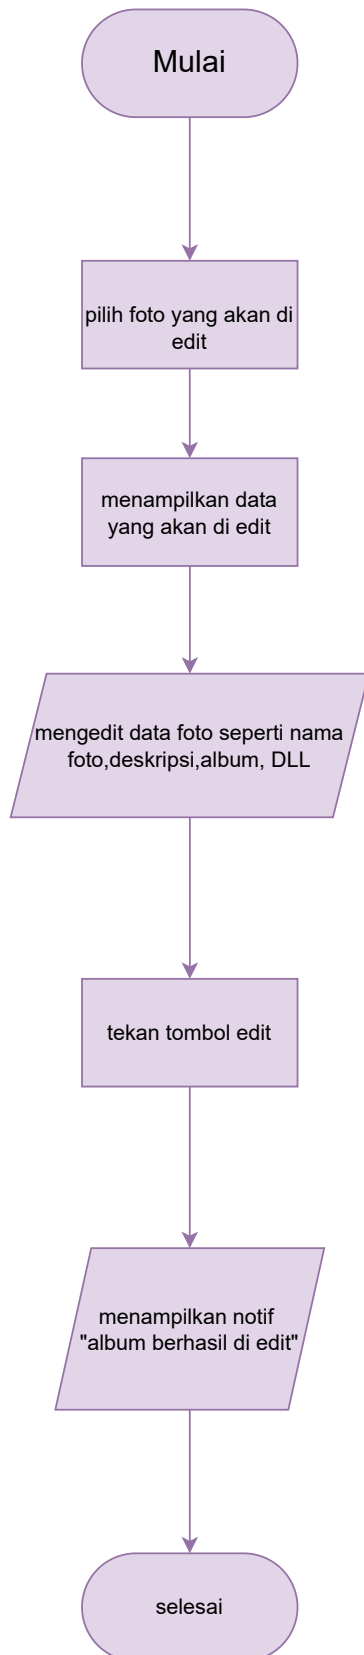 Mulai
pilih foto yang akan di
edit
menampilkan data
yang akan di edit
mengedit data foto seperti nama
foto,deskripsi,album, DLL
tekan tombol edit
menampilkan notif
"album berhasil di edit"
selesai